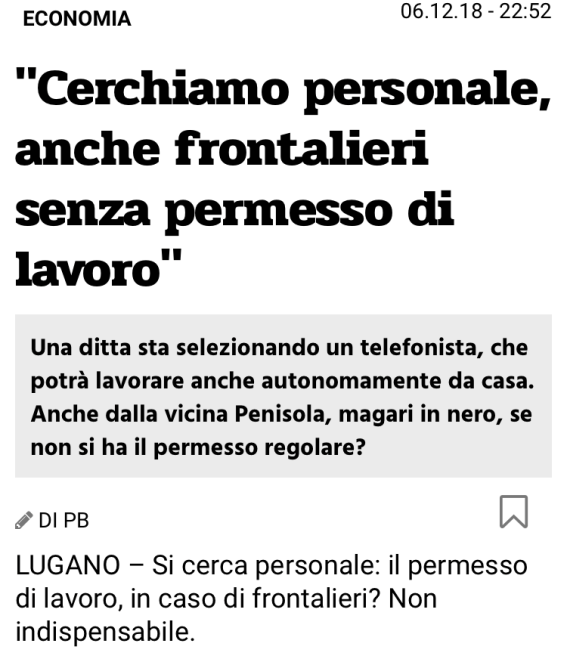 ECONOMIA
06.12.18 - 22:52
"Cerchiamo personale,
anche frontalieri
senza permesso di
lavoro"
Una ditta sta selezionando un telefonista, che
potrà lavorare anche autonomamente da casa.
Anche dalla vicina Penisola, magari in nero, se
non si ha il permesso regolare?
DI PB
LUGANO – Si cerca personale: il permesso
di lavoro, in caso di frontalieri? Non
indispensabile.